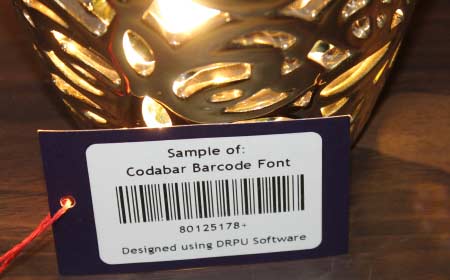 Sample of:
Codabar Barcode Font
80125178+
Designed using DRPU Software